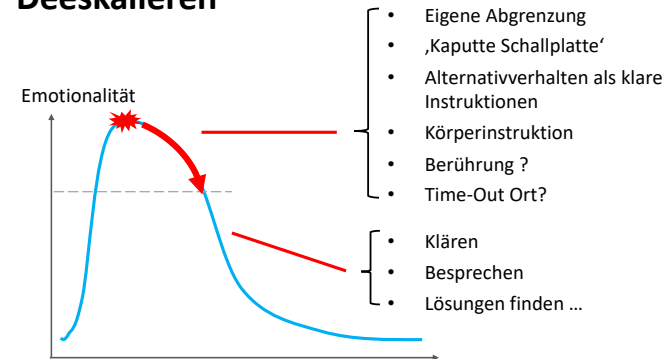 Deeskalieren
Emotionalität
• Eigene Abgrenzung
• ‚Kaputte Schallplatte‘
• Alternativverhalten als klare
Instruktionen
• Körperinstruktion
• Berührung ?
• Time-Out Ort?
• Klären
• Besprechen
• Lösungen finden …